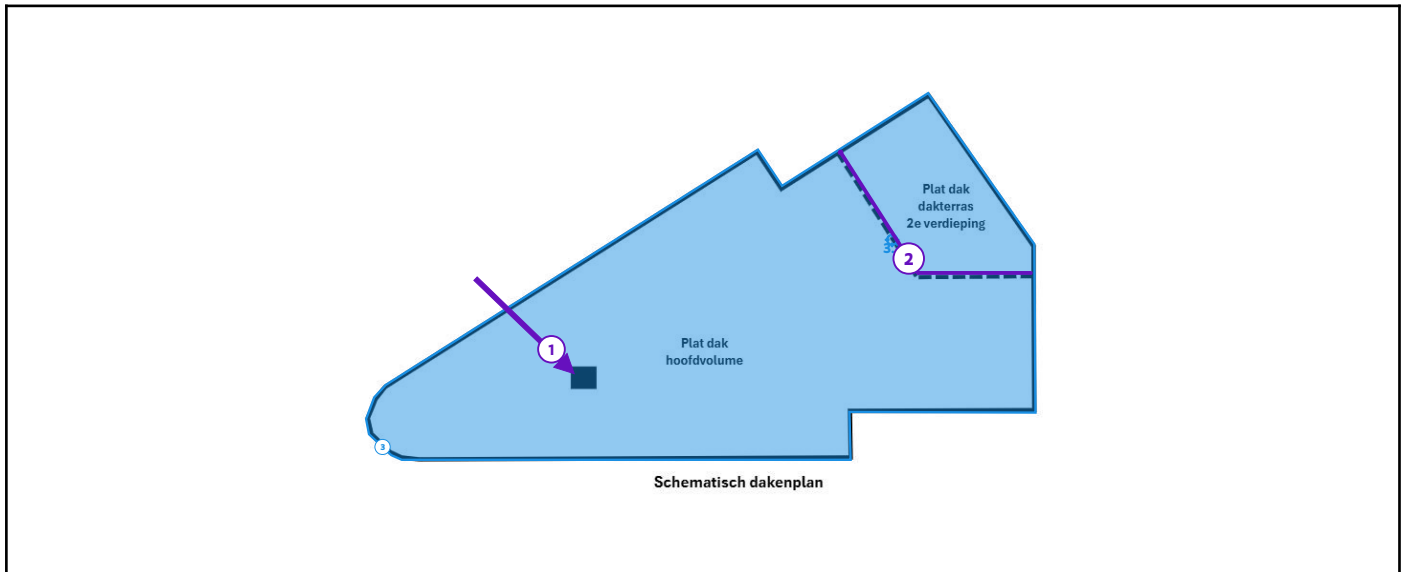 Plat dak
dakterras
2e verdieping
2
1
Plat dak
hoofdvolume
3
Schematisch dakenplan